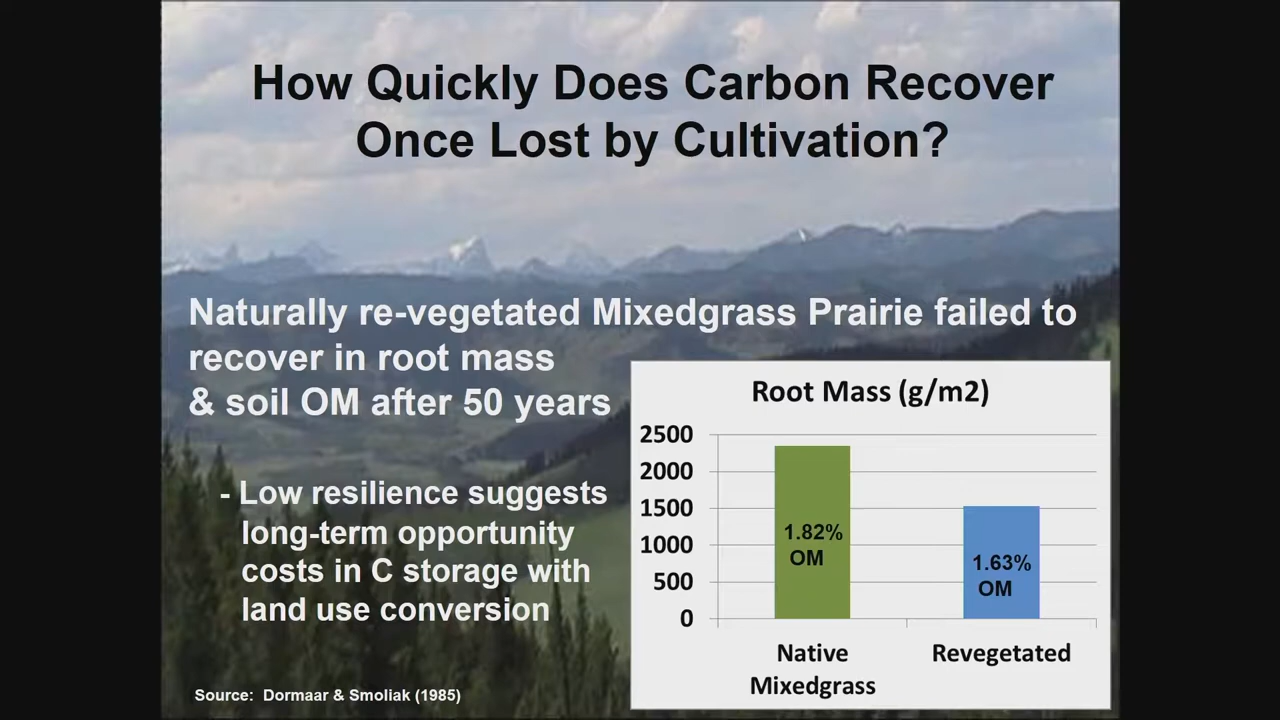 How Quickly Does Carbon Recover
Once Lost by Cultivation?
Naturally re-vegetated Mixedgrass Prairie failed to
recover in root mass
& soil OM after 50 years
- Low resilience suggests
long-term opportunity
costs in C storage with
land use conversion
Source: Dormaar & Smoliak (1985)
Root Mass (g/m2)
2500
2000
1500
1000
500
0
1.82%
OM
1.63%
OM
Native
Mixedgrass
Revegetated